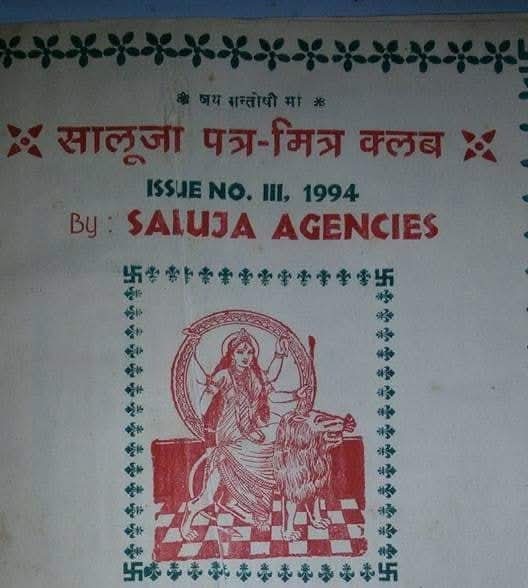 * जय सन्तोषी मां *
सालूजा पत्र-मित्र क्लब
ISSUE NO. III, 1994
By : SALUJA AGENCIES